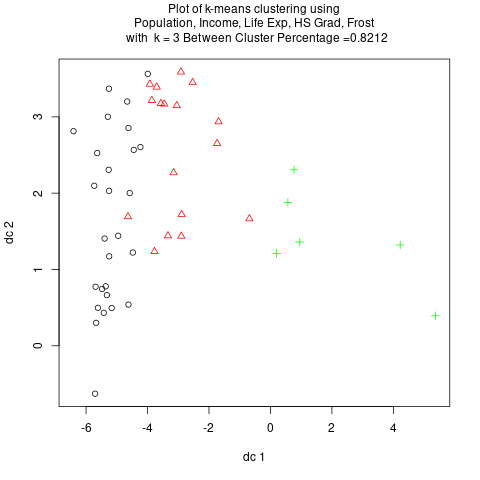 Plot of k-means clustering using
Population, Income, Life Exp, HS Grad, Frost
with  k = 3 Between Cluster Percentage =0.8212
3
2
1
0
dc 2
-6
-4
-2
0
2
4
dc 1